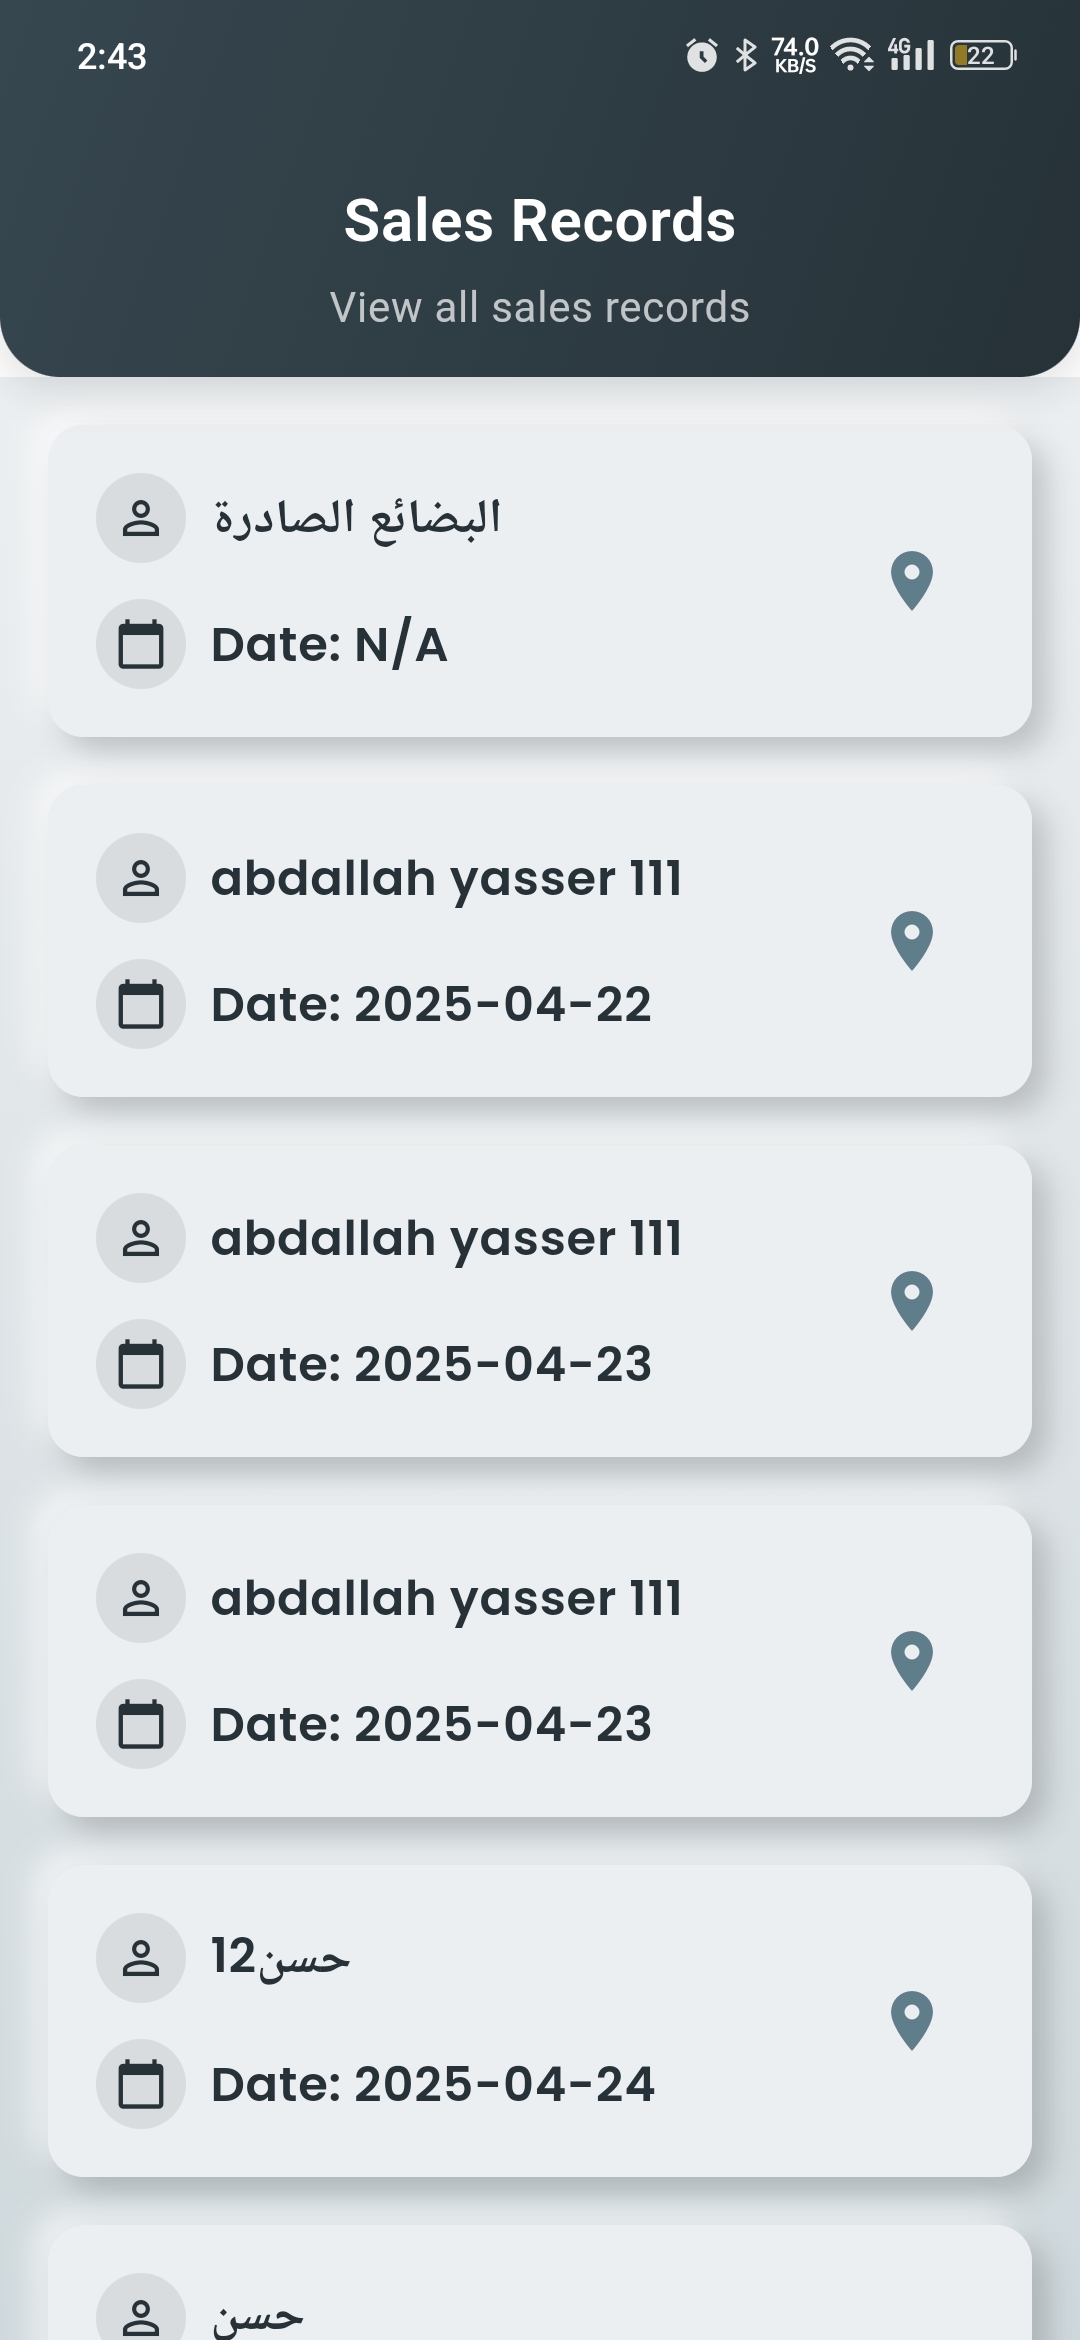 2:43
74.0
KB/S
4G
22
Sales Records
View all sales records
البضائع الصادرة
Date: N/A
abdallah yasser 111
Date: 2025-04-22
abdallah yasser 111
Date: 2025-04-23
abdallah yasser 111
Date: 2025-04-23
حسن12
Date: 2025-04-24
حسن